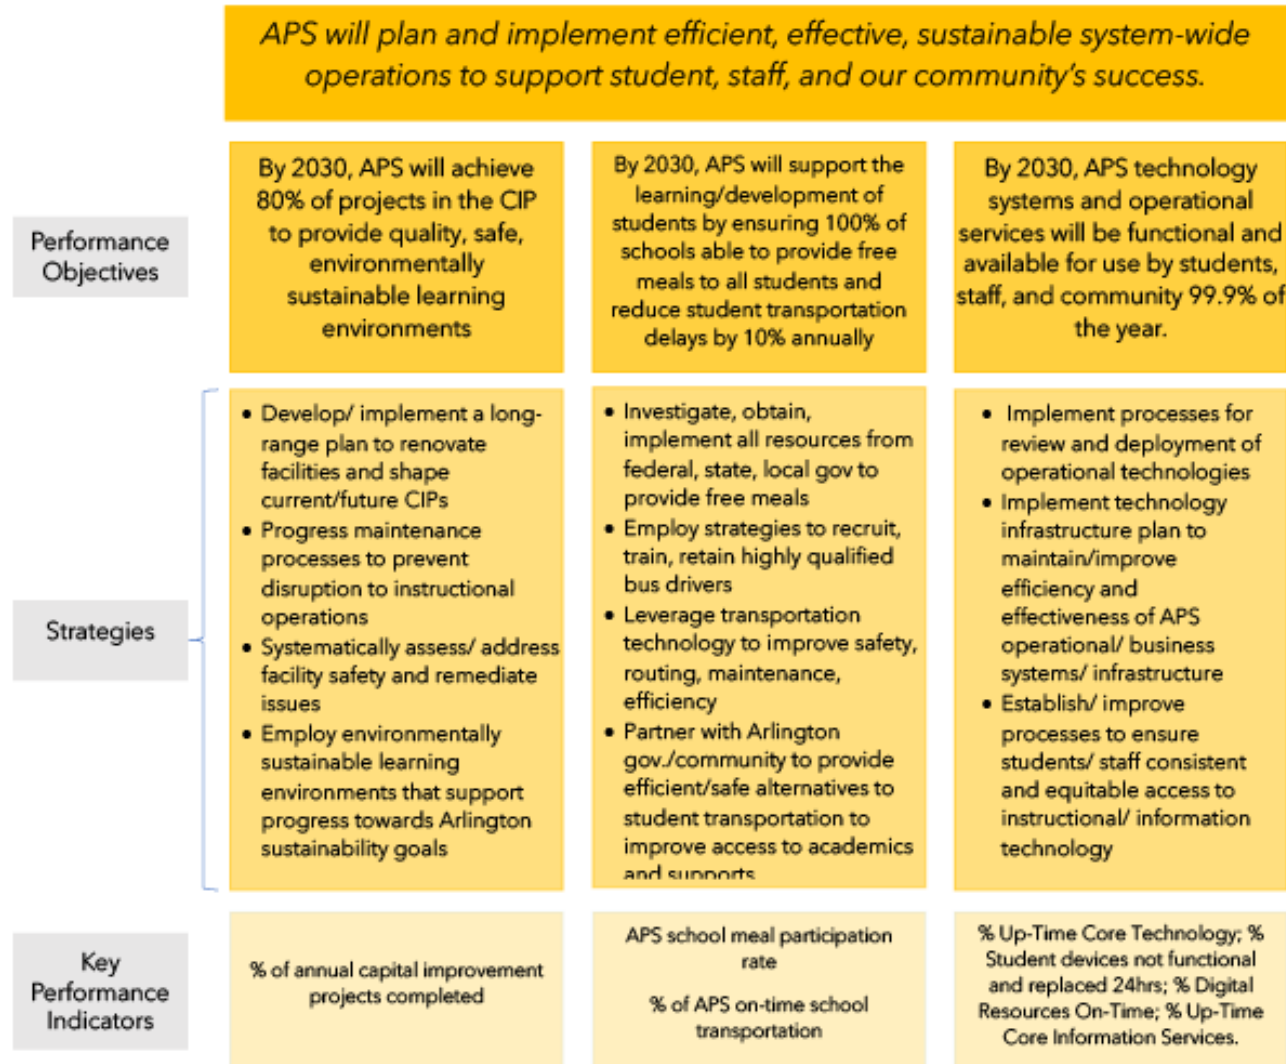 APS will plan and implement efficient, effective, sustainable system-wide
operations to support student, staff, and our community's success.
Performance
Objectives
By 2030, APS will achieve
80% of projects in the CIP
to provide quality, safe,
environmentally
sustainable learning
environments
By 2030, APS will support the
learning/development of
students by ensuring 100% of
schools able to provide free
meals to all students and
reduce student transportation
delays by 10% annually
By 2030, APS technology
systems and operational
services will be functional and
available for use by students,
staff, and community 99.9% of
the year.
Strategies
• Develop/ implement a long-
range plan to renovate
facilities and shape
current/future CIPs
• Progress maintenance
processes to prevent
disruption to instructional
operations
• Systematically assess/ address
facility safety and remediate
issues
• Employ environmentally
sustainable learning
environments that support
progress towards Arlington
sustainability goals
• Investigate, obtain,
implement all resources from
federal, state, local gov to
provide free meals
• Employ strategies to recruit,
train, retain highly qualified
bus drivers
• Leverage transportation
technology to improve safety,
routing, maintenance,
efficiency
• Partner with Arlington
gov./community to provide
efficient/safe alternatives to
student transportation to
improve access to academics
and supports
• Implement processes for
review and deployment of
operational technologies
• Implement technology
infrastructure plan to
maintain/improve
efficiency and
effectiveness of APS
operational/ business
systems/ infrastructure
• Establish/ improve
processes to ensure
students/ staff consistent
and equitable access to
instructional/ information
technology
Key
Performance
Indicators
% of annual capital improvement
projects completed
APS school meal participation
rate
% of APS on-time school
transportation
% Up-Time Core Technology; %
Student devices not functional
and replaced 24hrs; % Digital
Resources On-Time; % Up-Time
Core Information Services.